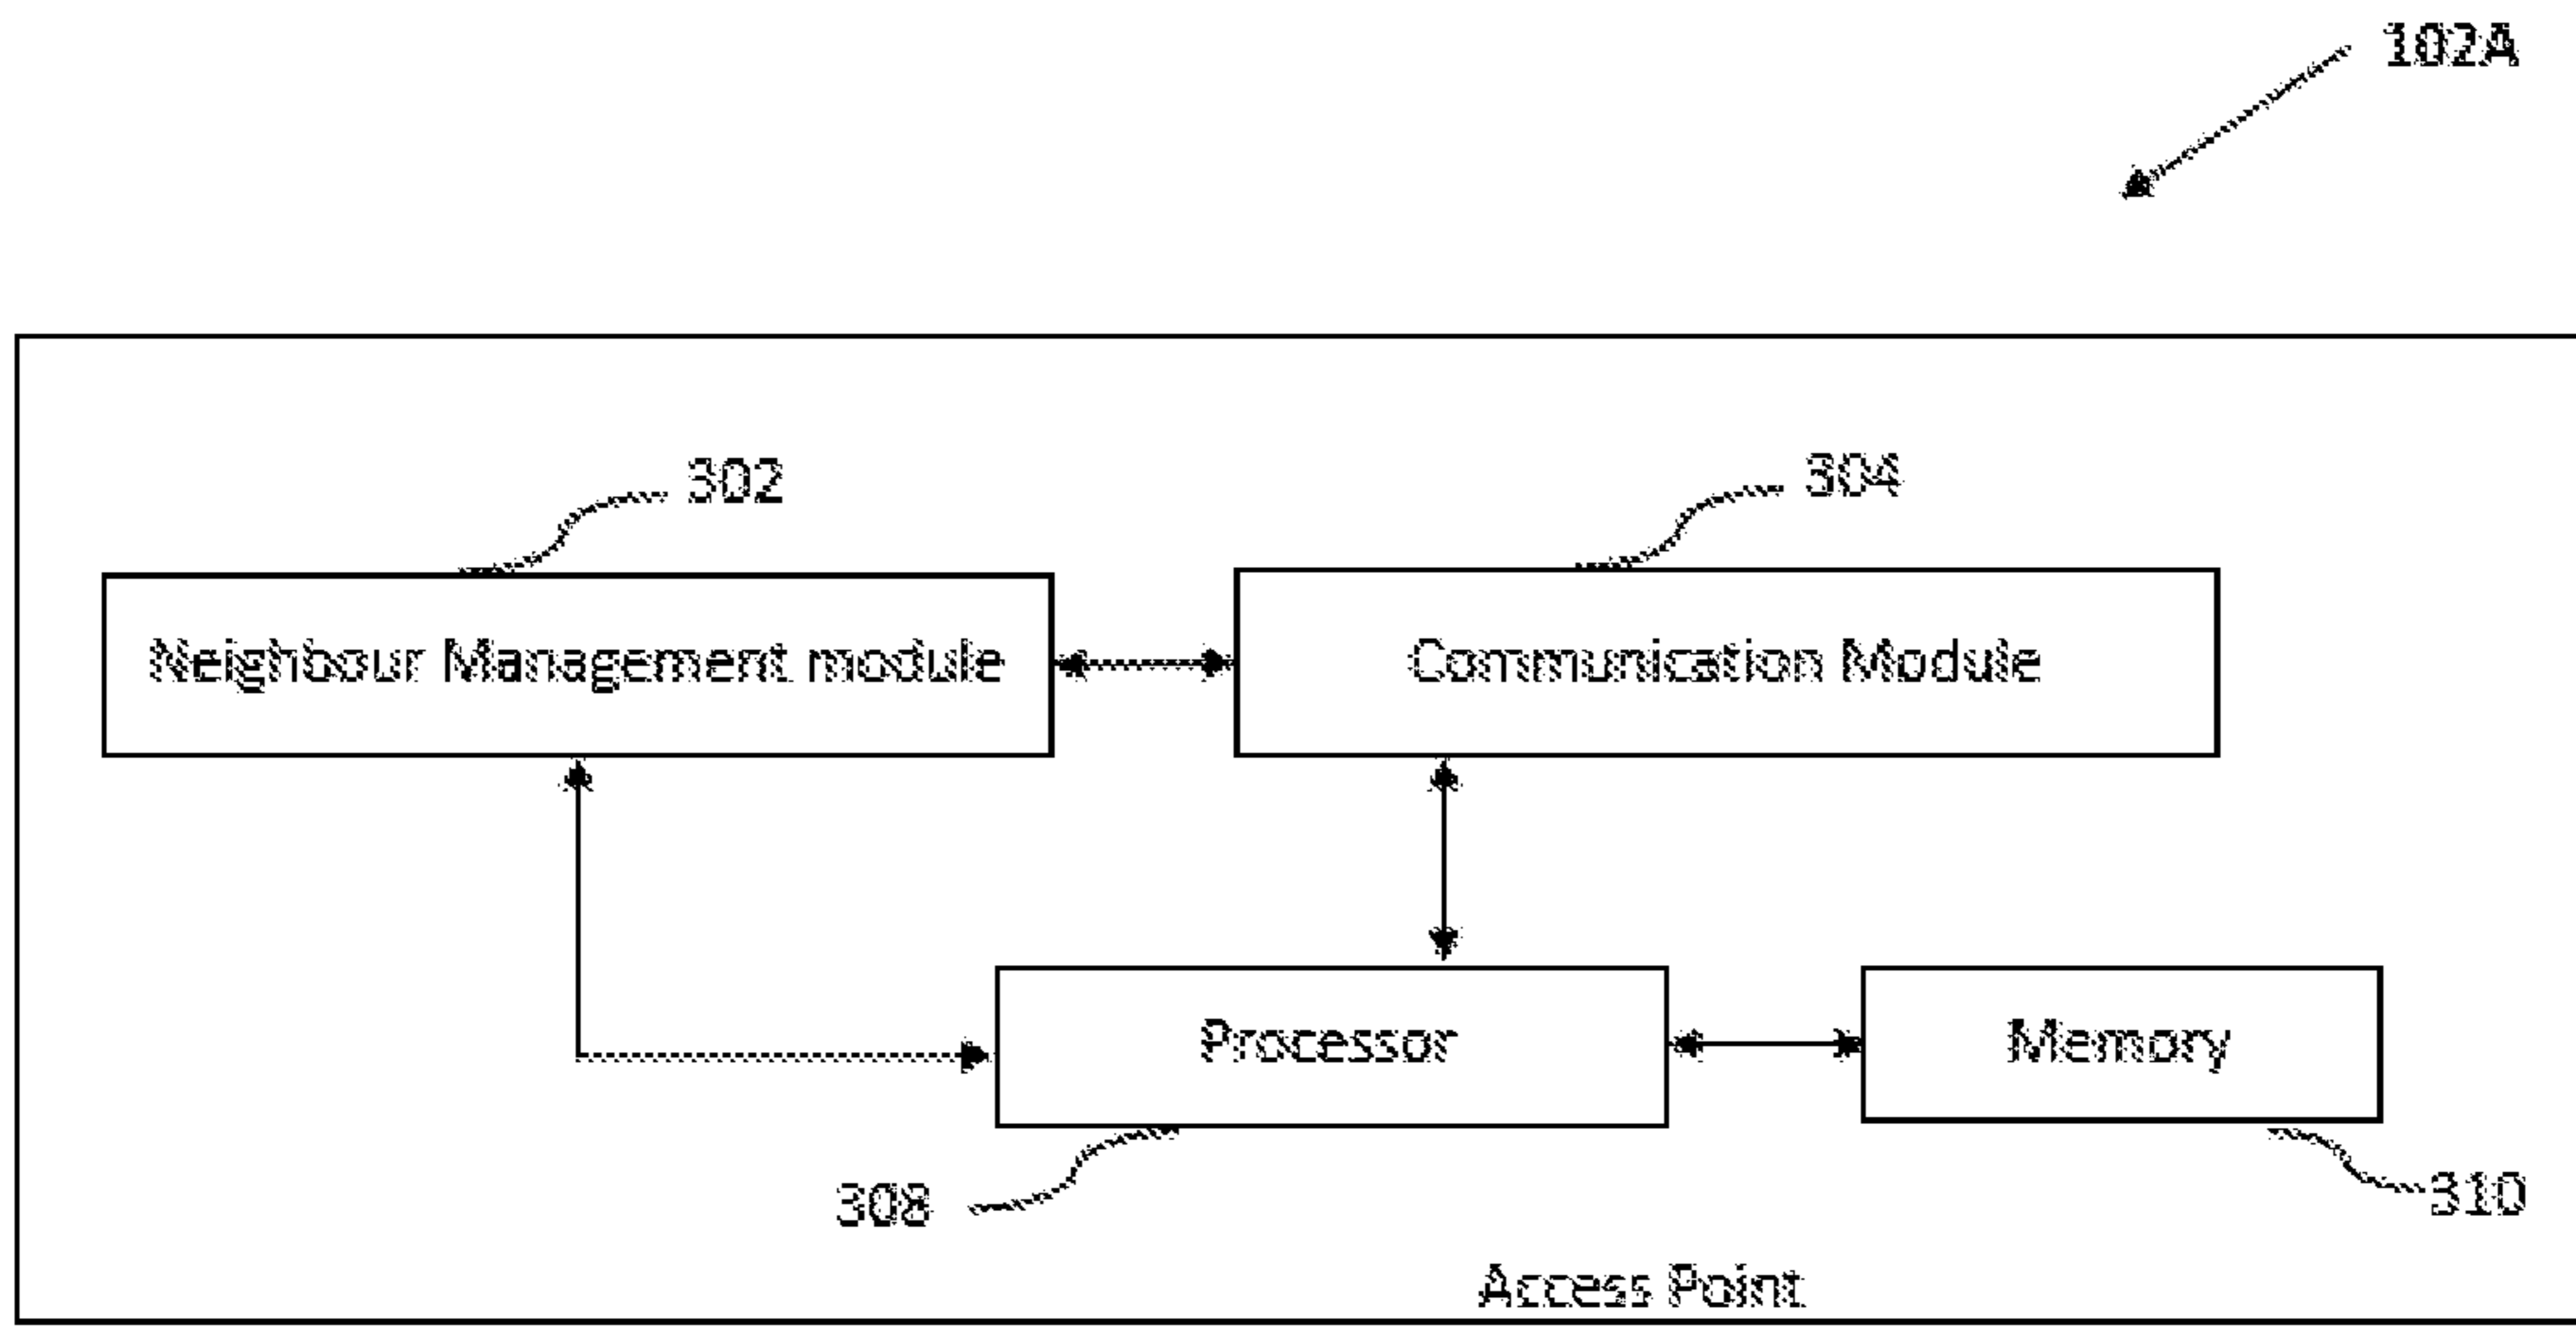 102A
302
304
Neighbour Management module
Communication Module
Processor
Memory
308
310
Access Point